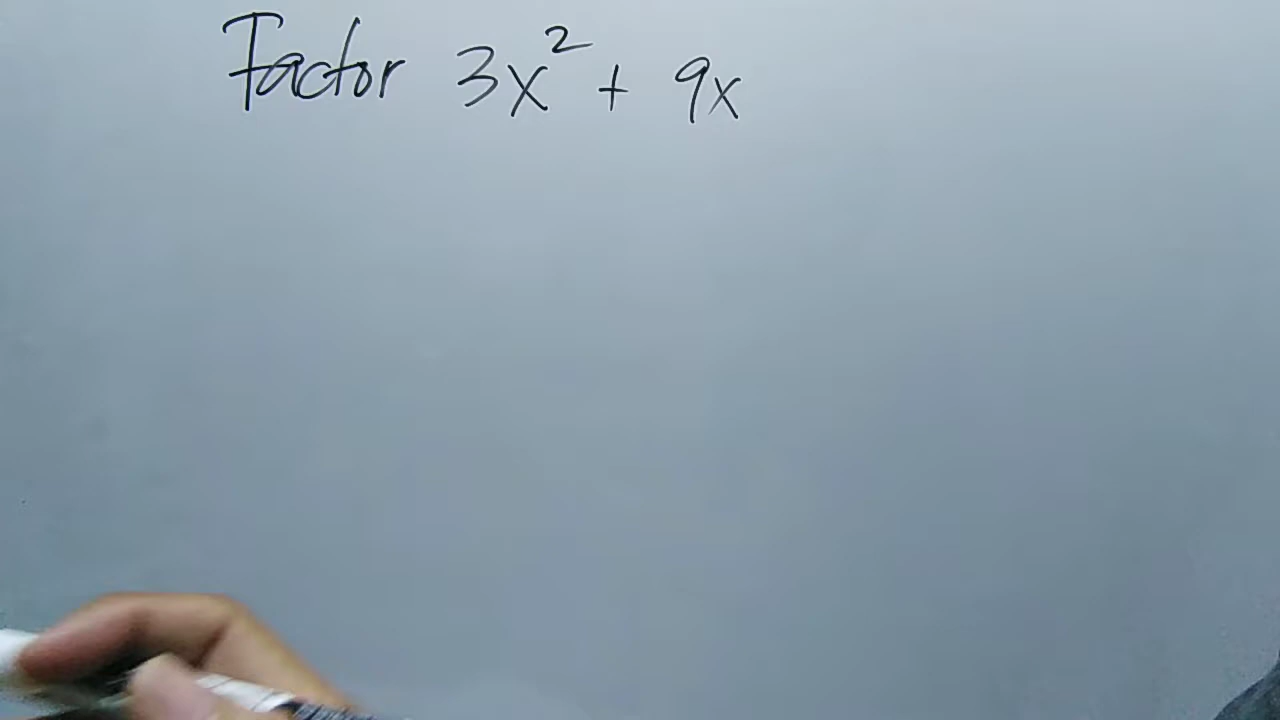 Factor 3x² + 9x